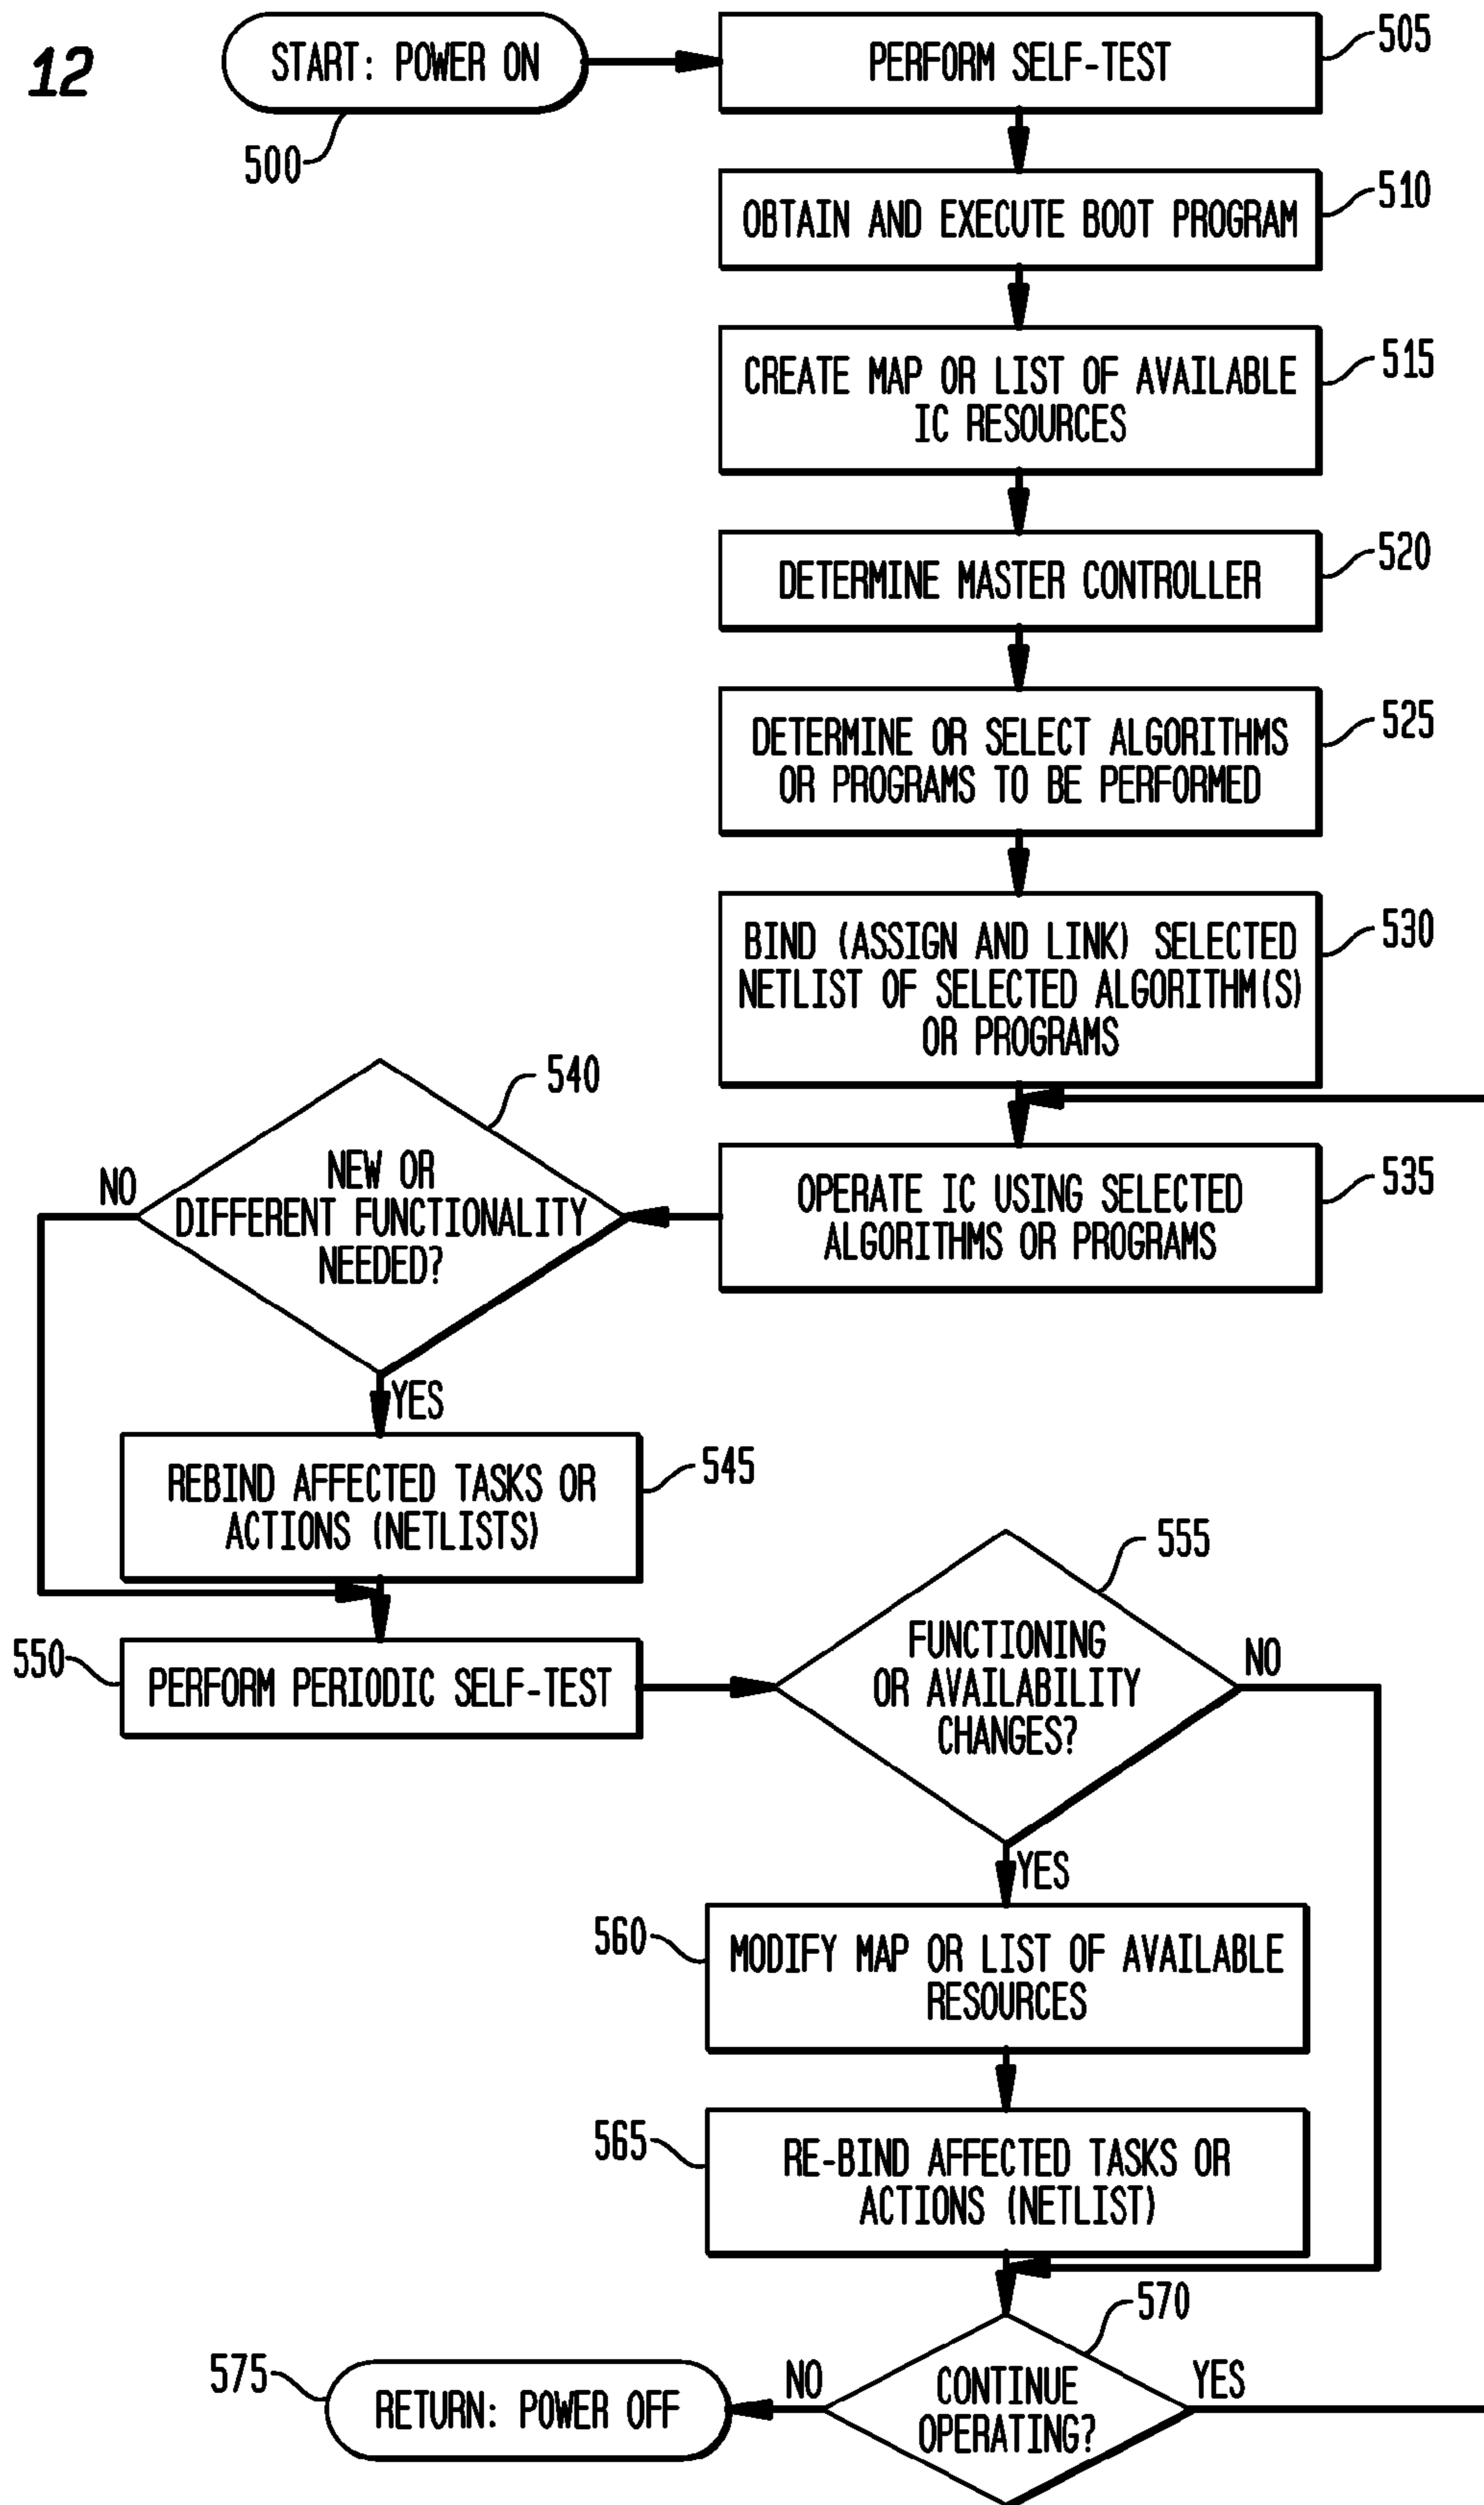 12
START: POWER ON
500
PERFORM SELF-TEST
505
OBTAIN AND EXECUTE BOOT PROGRAM
510
CREATE MAP OR LIST OF AVAILABLE
IC RESOURCES
515
DETERMINE MASTER CONTROLLER
520
DETERMINE OR SELECT ALGORITHMS
OR PROGRAMS TO BE PERFORMED
525
BIND (ASSIGN AND LINK) SELECTED
NETLIST OF SELECTED ALGORITHM(S)
OR PROGRAMS
530
OPERATE IC USING SELECTED
ALGORITHMS OR PROGRAMS
535
540
NEW OR
DIFFERENT FUNCTIONALITY
NEEDED?
NO
YES
REBIND AFFECTED TASKS OR
ACTIONS (NETLISTS)
545
550
PERFORM PERIODIC SELF-TEST
555
FUNCTIONING
OR AVAILABILITY
CHANGES?
NO
YES
560
MODIFY MAP OR LIST OF AVAILABLE
RESOURCES
565
RE-BIND AFFECTED TASKS OR
ACTIONS (NETLIST)
570
CONTINUE
OPERATING?
YES
NO
575
RETURN: POWER OFF